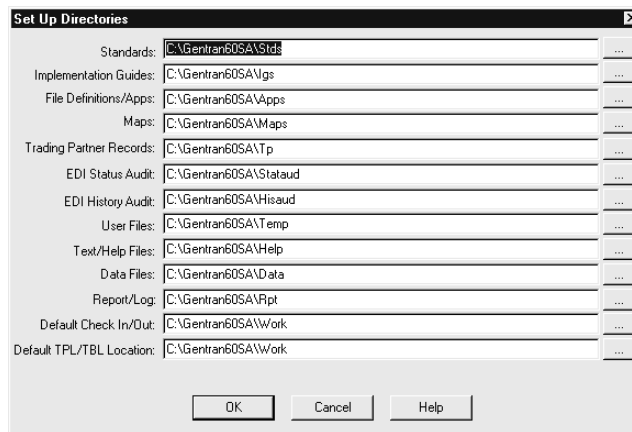 Set Up Directories
Standards: C:\Gentran60SA\Stds ...
Implementation Guides: C:\Gentran60SA\Igs ...
File Definitions/Apps: C:\Gentran60SA\Apps ...
Maps: C:\Gentran60SA\Maps ...
Trading Partner Records: C:\Gentran60SA\Tp ...
EDI Status Audit: C:\Gentran60SA\Stataud ...
EDI History Audit: C:\Gentran60SA\Hisaud ...
User Files: C:\Gentran60SA\Temp ...
Text/Help Files: C:\Gentran60SA\Help ...
Data Files: C:\Gentran60SA\Data ...
Report/Log: C:\Gentran60SA\Rpt ...
Default Check In/Out: C:\Gentran60SA\Work ...
Default TPL/TBL Location: C:\Gentran60SA\Work ...
OK Cancel Help